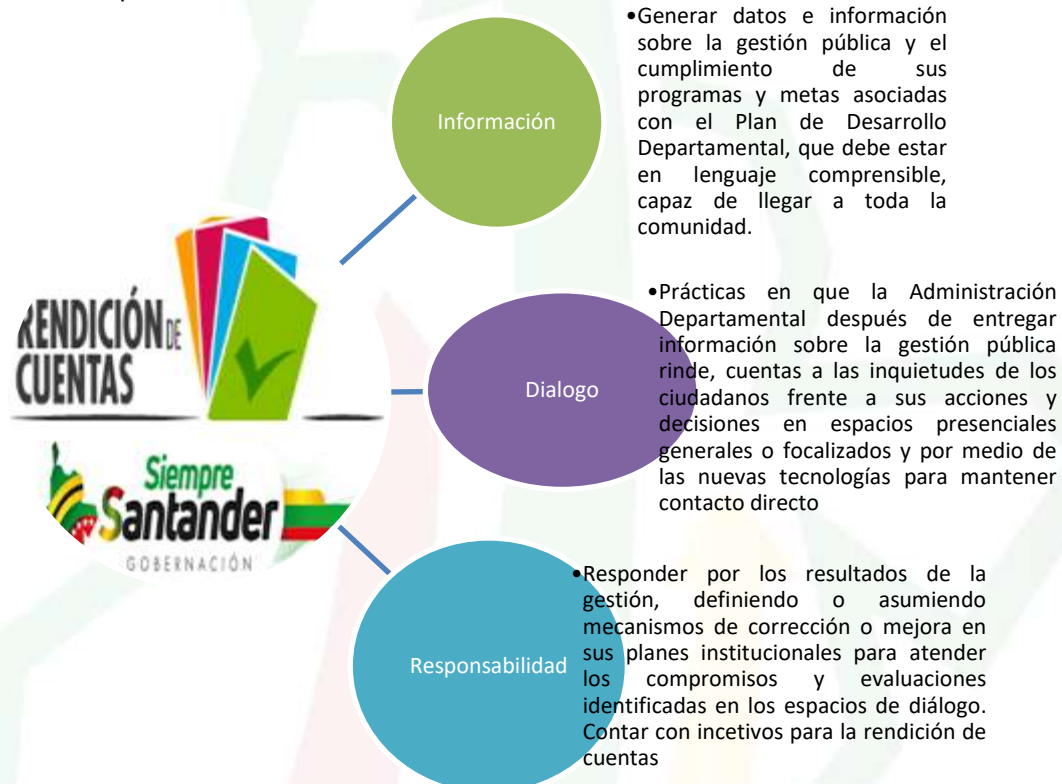 Información
•Generar datos e información
sobre la gestión pública y el
cumplimiento de sus
programas y metas asociadas
con el Plan de Desarrollo
Departamental, que debe estar
en lenguaje comprensible,
capaz de llegar a toda la
comunidad.
RENDICIÓN DE
CUENTAS
Siempre
Santander
GOBERNACIÓN
Dialogo
•Prácticas en que la Administración
Departamental después de entregar
información sobre la gestión pública
rinde, cuentas a las inquietudes de los
ciudadanos frente a sus acciones y
decisiones en espacios presenciales
generales o focalizados y por medio de
las nuevas tecnologías para mantener
contacto directo
Responsabilidad
•Responder por los resultados de la
gestión, definiendo o asumiendo
mecanismos de corrección o mejora en
sus planes institucionales para atender
los compromisos y evaluaciones
identificadas en los espacios de diálogo.
Contar con incetivos para la rendición de
cuentas